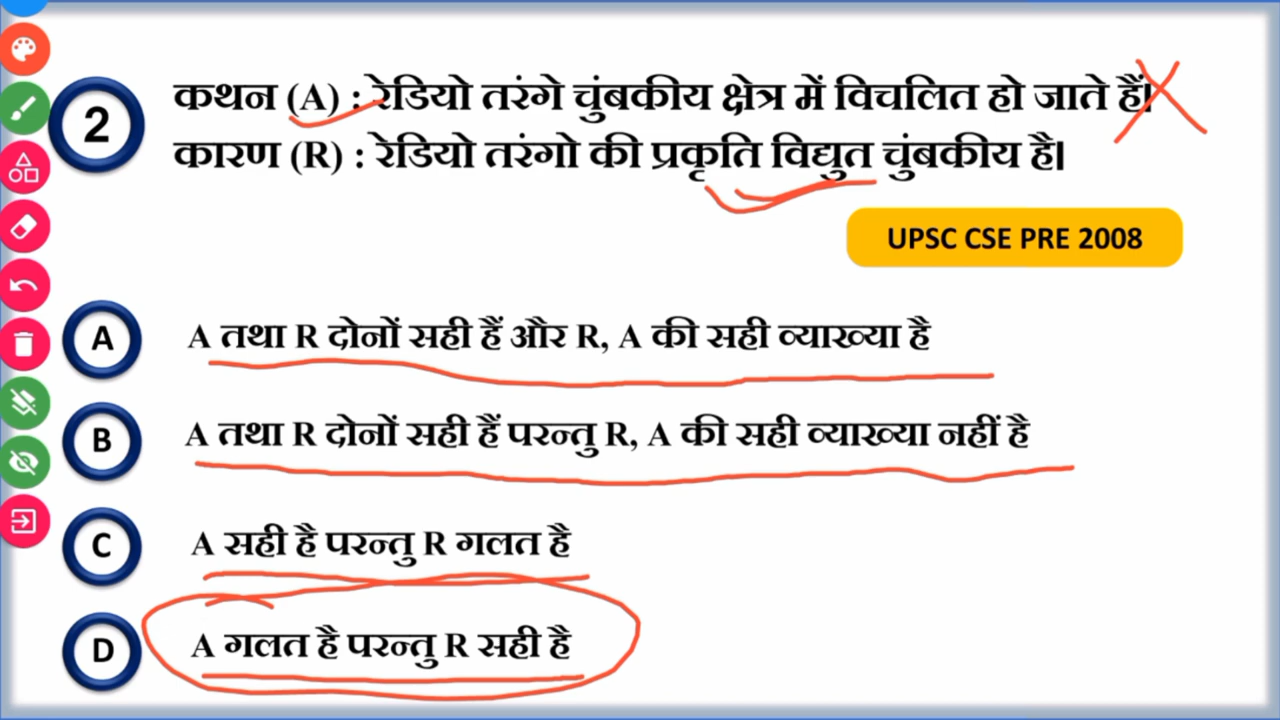 2
कथन (A) : रेडियो तरंगे चुंबकीय क्षेत्र में विचलित हो जाते हैं।
कारण (R) : रेडियो तरंगो की प्रकृति विद्युत चुंबकीय है।
UPSC CSE PRE 2008
A A तथा R दोनों सही हैं और R, A की सही व्याख्या है
B A तथा R दोनों सही हैं परन्तु R, A की सही व्याख्या नहीं है
C A सही है परन्तु R गलत है
D A गलत है परन्तु R सही है